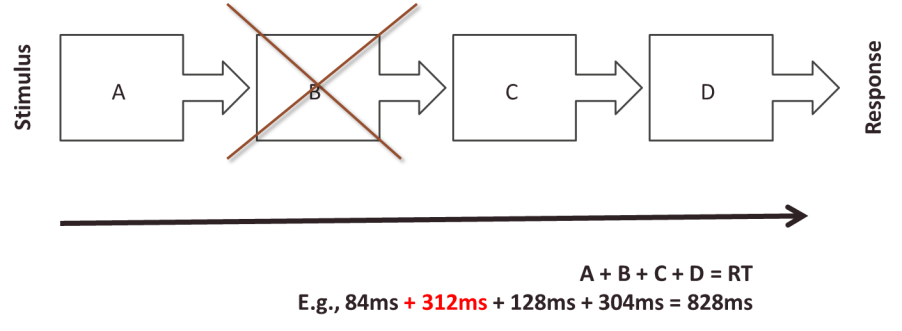 Stimulus
A
B
C
D
Response
A + B + C + D = RT
E.g., 84ms + 312ms + 128ms + 304ms = 828ms